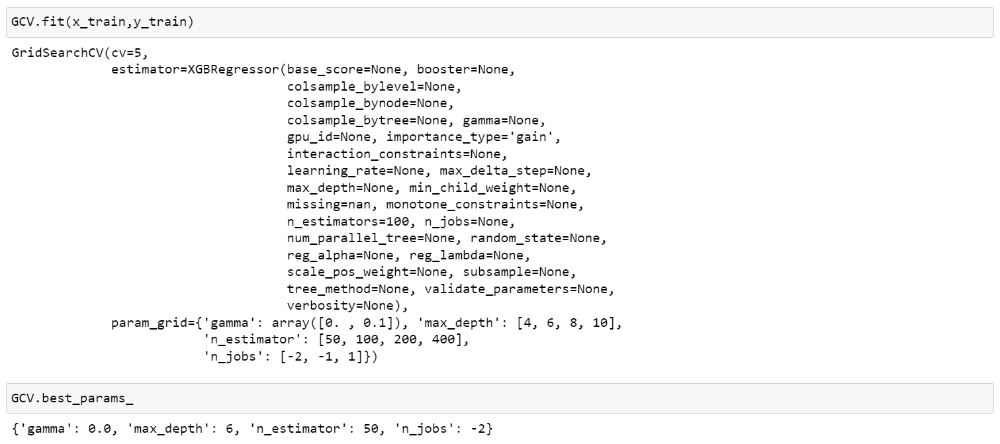 GCV.fit(x_train,y_train)
GridSearchCV(cv=5,
estimator=XGBRegressor(base_score=None, booster=None,
colsample_bylevel=None,
colsample_bynode=None,
colsample_bytree=None, gamma=None,
gpu_id=None, importance_type='gain',
interaction_constraints=None,
learning_rate=None, max_delta_step=None,
max_depth=None, min_child_weight=None,
missing=nan, monotone_constraints=None,
n_estimators=100, n_jobs=None,
num_parallel_tree=None, random_state=None,
reg_alpha=None, reg_lambda=None,
scale_pos_weight=None, subsample=None,
tree_method=None, validate_parameters=None,
verbosity=None),
param_grid={'gamma': array([0. , 0.1]), 'max_depth': [4, 6, 8, 10],
'n_estimator': [50, 100, 200, 400],
'n_jobs': [-2, -1, 1]})
GCV.best_params_
{'gamma': 0.0, 'max_depth': 6, 'n_estimator': 50, 'n_jobs': -2}